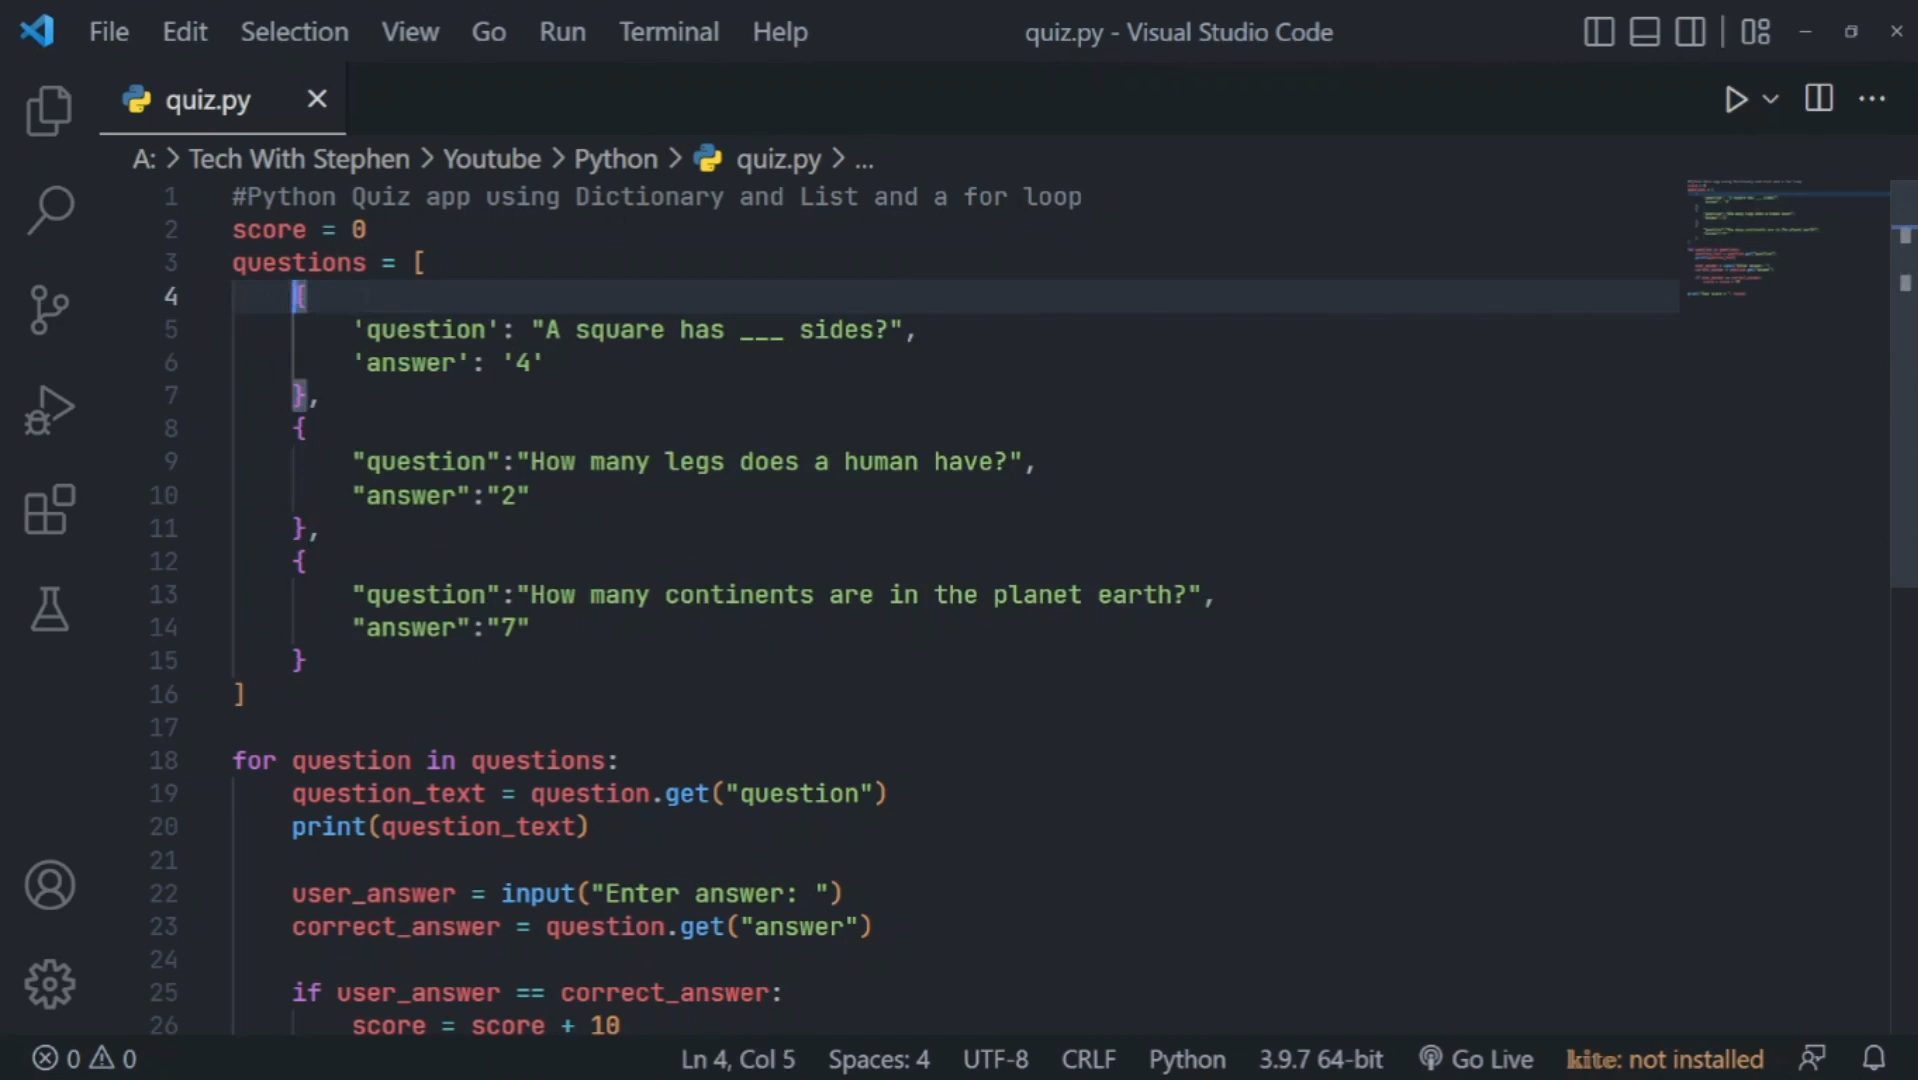 File Edit Selection View Go Run Terminal Help quiz.py - Visual Studio Code
quiz.py
A: > Tech With Stephen > Youtube > Python > quiz.py > ...
1 #Python Quiz app using Dictionary and List and a for loop
2 score = 0
3 questions = [
4 {
5 'question': "A square has ___ sides?",
6 'answer': '4'
7 },
8 {
9 "question":"How many legs does a human have?",
10 "answer":"2"
11 },
12 {
13 "question":"How many continents are in the planet earth?",
14 "answer":"7"
15 }
16 ]
17
18 for question in questions:
19 question_text = question.get("question")
20 print(question_text)
21
22 user_answer = input("Enter answer: ")
23 correct_answer = question.get("answer")
24
25 if user_answer == correct_answer:
26 score = score + 10
0 0 Ln 4, Col 5 Spaces: 4 UTF-8 CRLF Python 3.9.7 64-bit Go Live kite: not installed